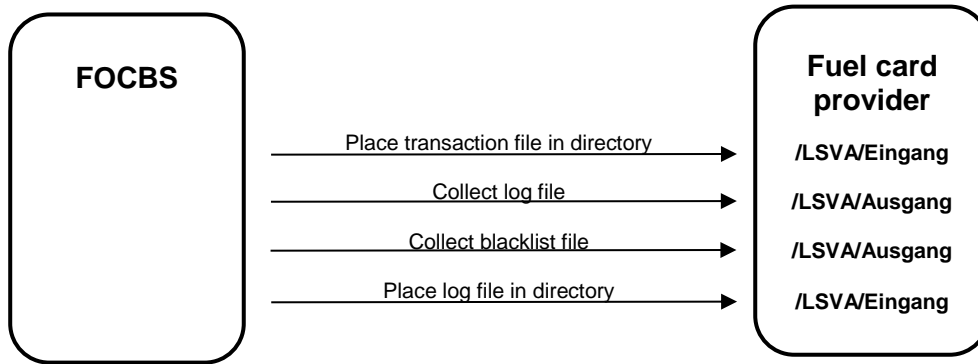 FOCBS
Fuel card
provider
Place transaction file in directory
/LSVA/Eingang
Collect log file
/LSVA/Ausgang
Collect blacklist file
/LSVA/Ausgang
Place log file in directory
/LSVA/Eingang